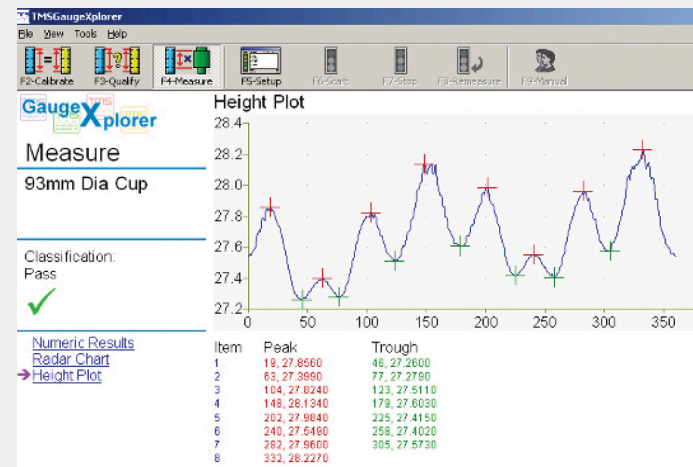 TMSGaugeXplorer
File View Tools Help
F2-Calibrate F3-Qualify F4-Measure F5-Setup F6-Start F7-Stop F8-Remeasure F9-Manual
GaugeXplorer
Measure
93mm Dia Cup
Classification:
Pass
Numeric Results
Radar Chart
Height Plot
Height Plot
28.4
28.2
28.0
27.8
27.6
27.4
27.2
0 50 100 150 200 250 300 350
Item Peak Trough
1 19, 27.8560 46, 27.2600
2 63, 27.3990 77, 27.2790
3 104, 27.8240 123, 27.5110
4 148, 28.1340 179, 27.6030
5 202, 27.9840 225, 27.4150
6 240, 27.5490 258, 27.4020
7 282, 27.9600 305, 27.5730
8 332, 28.2270